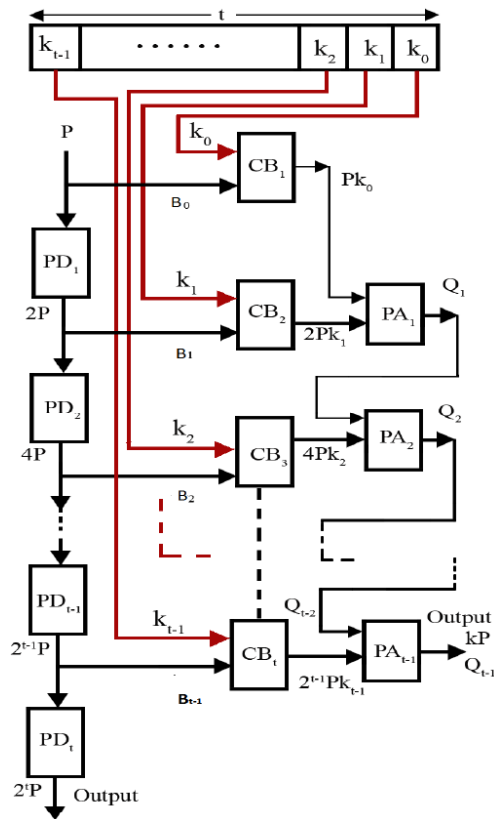 t
k_{t-1} ...... k_2 k_1 k_0
P
k_0
CB_1
Pk_0
B_0
PD_1
k_1
CB_2
PA_1
Q_1
2P
2Pk_1
B_1
PD_2
k_2
CB_3
PA_2
Q_2
4P
4Pk_2
B_2
PD_{t-1}
Q_{t-2}
Output
kP
k_{t-1}
CB_t
PA_{t-1}
Q_{t-1}
2^{t-1}P
2^{t-1}Pk_{t-1}
B_{t-1}
PD_t
2^tP
Output